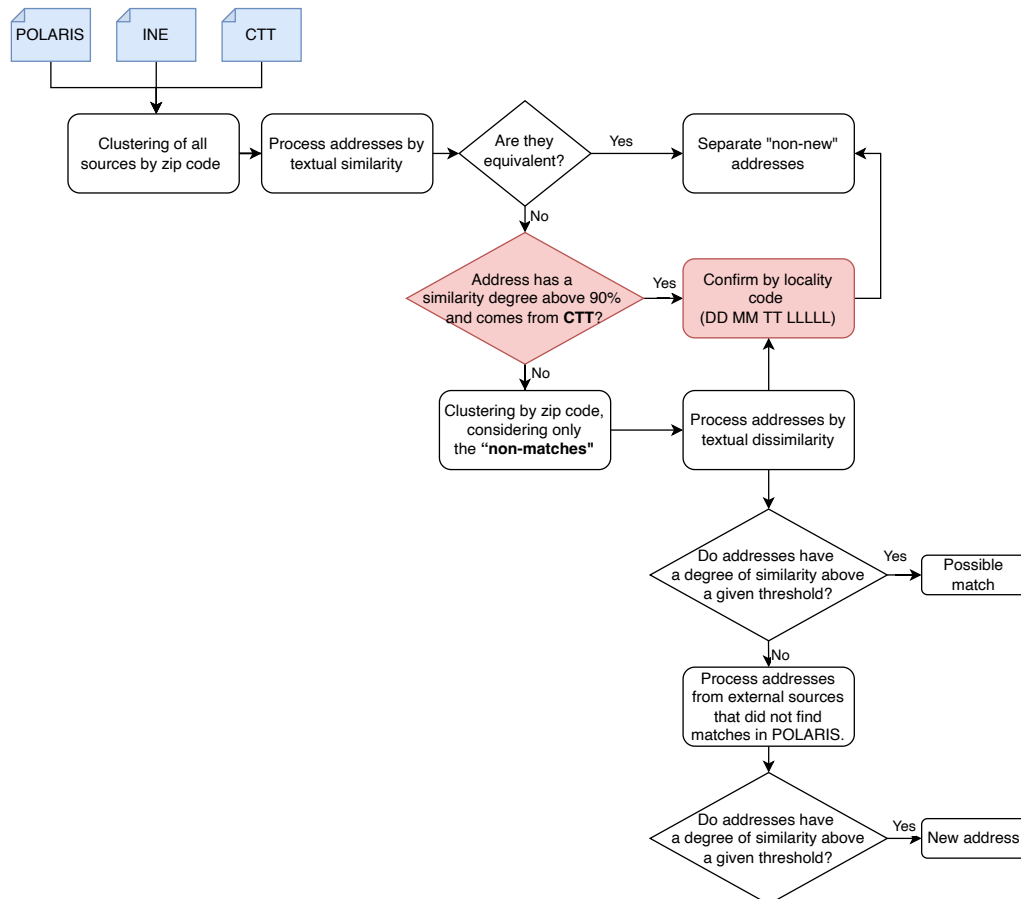 POLARIS
INE
CTT
Clustering of all
sources by zip code
Process addresses by
textual similarity
Are they
equivalent?
Yes
Separate "non-new"
addresses
No
Address has a
similarity degree above 90%
and comes from CTT?
Yes
Confirm by locality
code
(DD MM TT LLLLL)
No
Clustering by zip code,
considering only
the “non-matches"
Process addresses by
textual dissimilarity
Do addresses have
a degree of similarity above
a given threshold?
Yes
Possible
match
No
Process addresses
from external sources
that did not find
matches in POLARIS.
Do addresses have
a degree of similarity above
a given threshold?
Yes
New address